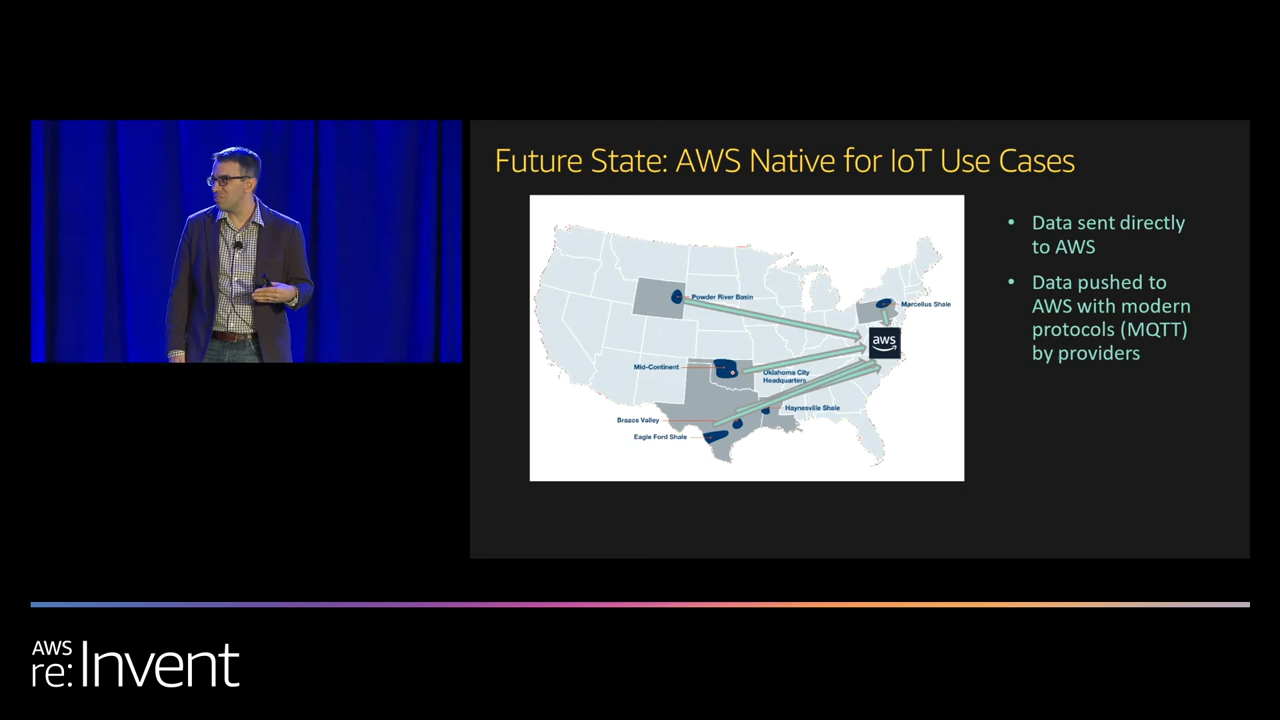 Future State: AWS Native for IoT Use Cases
Powder River Basin
Marcellus Shale
aws
Mid-Continent
Oklahoma City
Headquarters
Haynesville Shale
Brazos Valley
Eagle Ford Shale
• Data sent directly
to AWS
• Data pushed to
AWS with modern
protocols (MQTT)
by providers
AWS
re:Invent